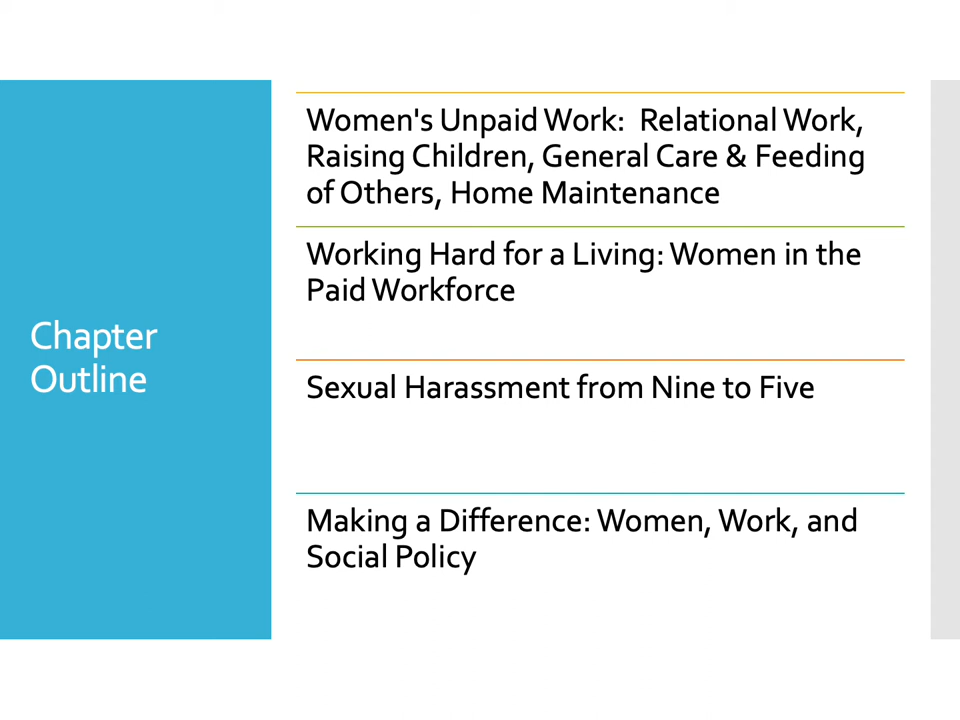 Chapter
Outline
Women's Unpaid Work:  Relational Work,
Raising Children, General Care & Feeding
of Others, Home Maintenance
Working Hard for a Living: Women in the
Paid Workforce
Sexual Harassment from Nine to Five
Making a Difference: Women, Work, and
Social Policy